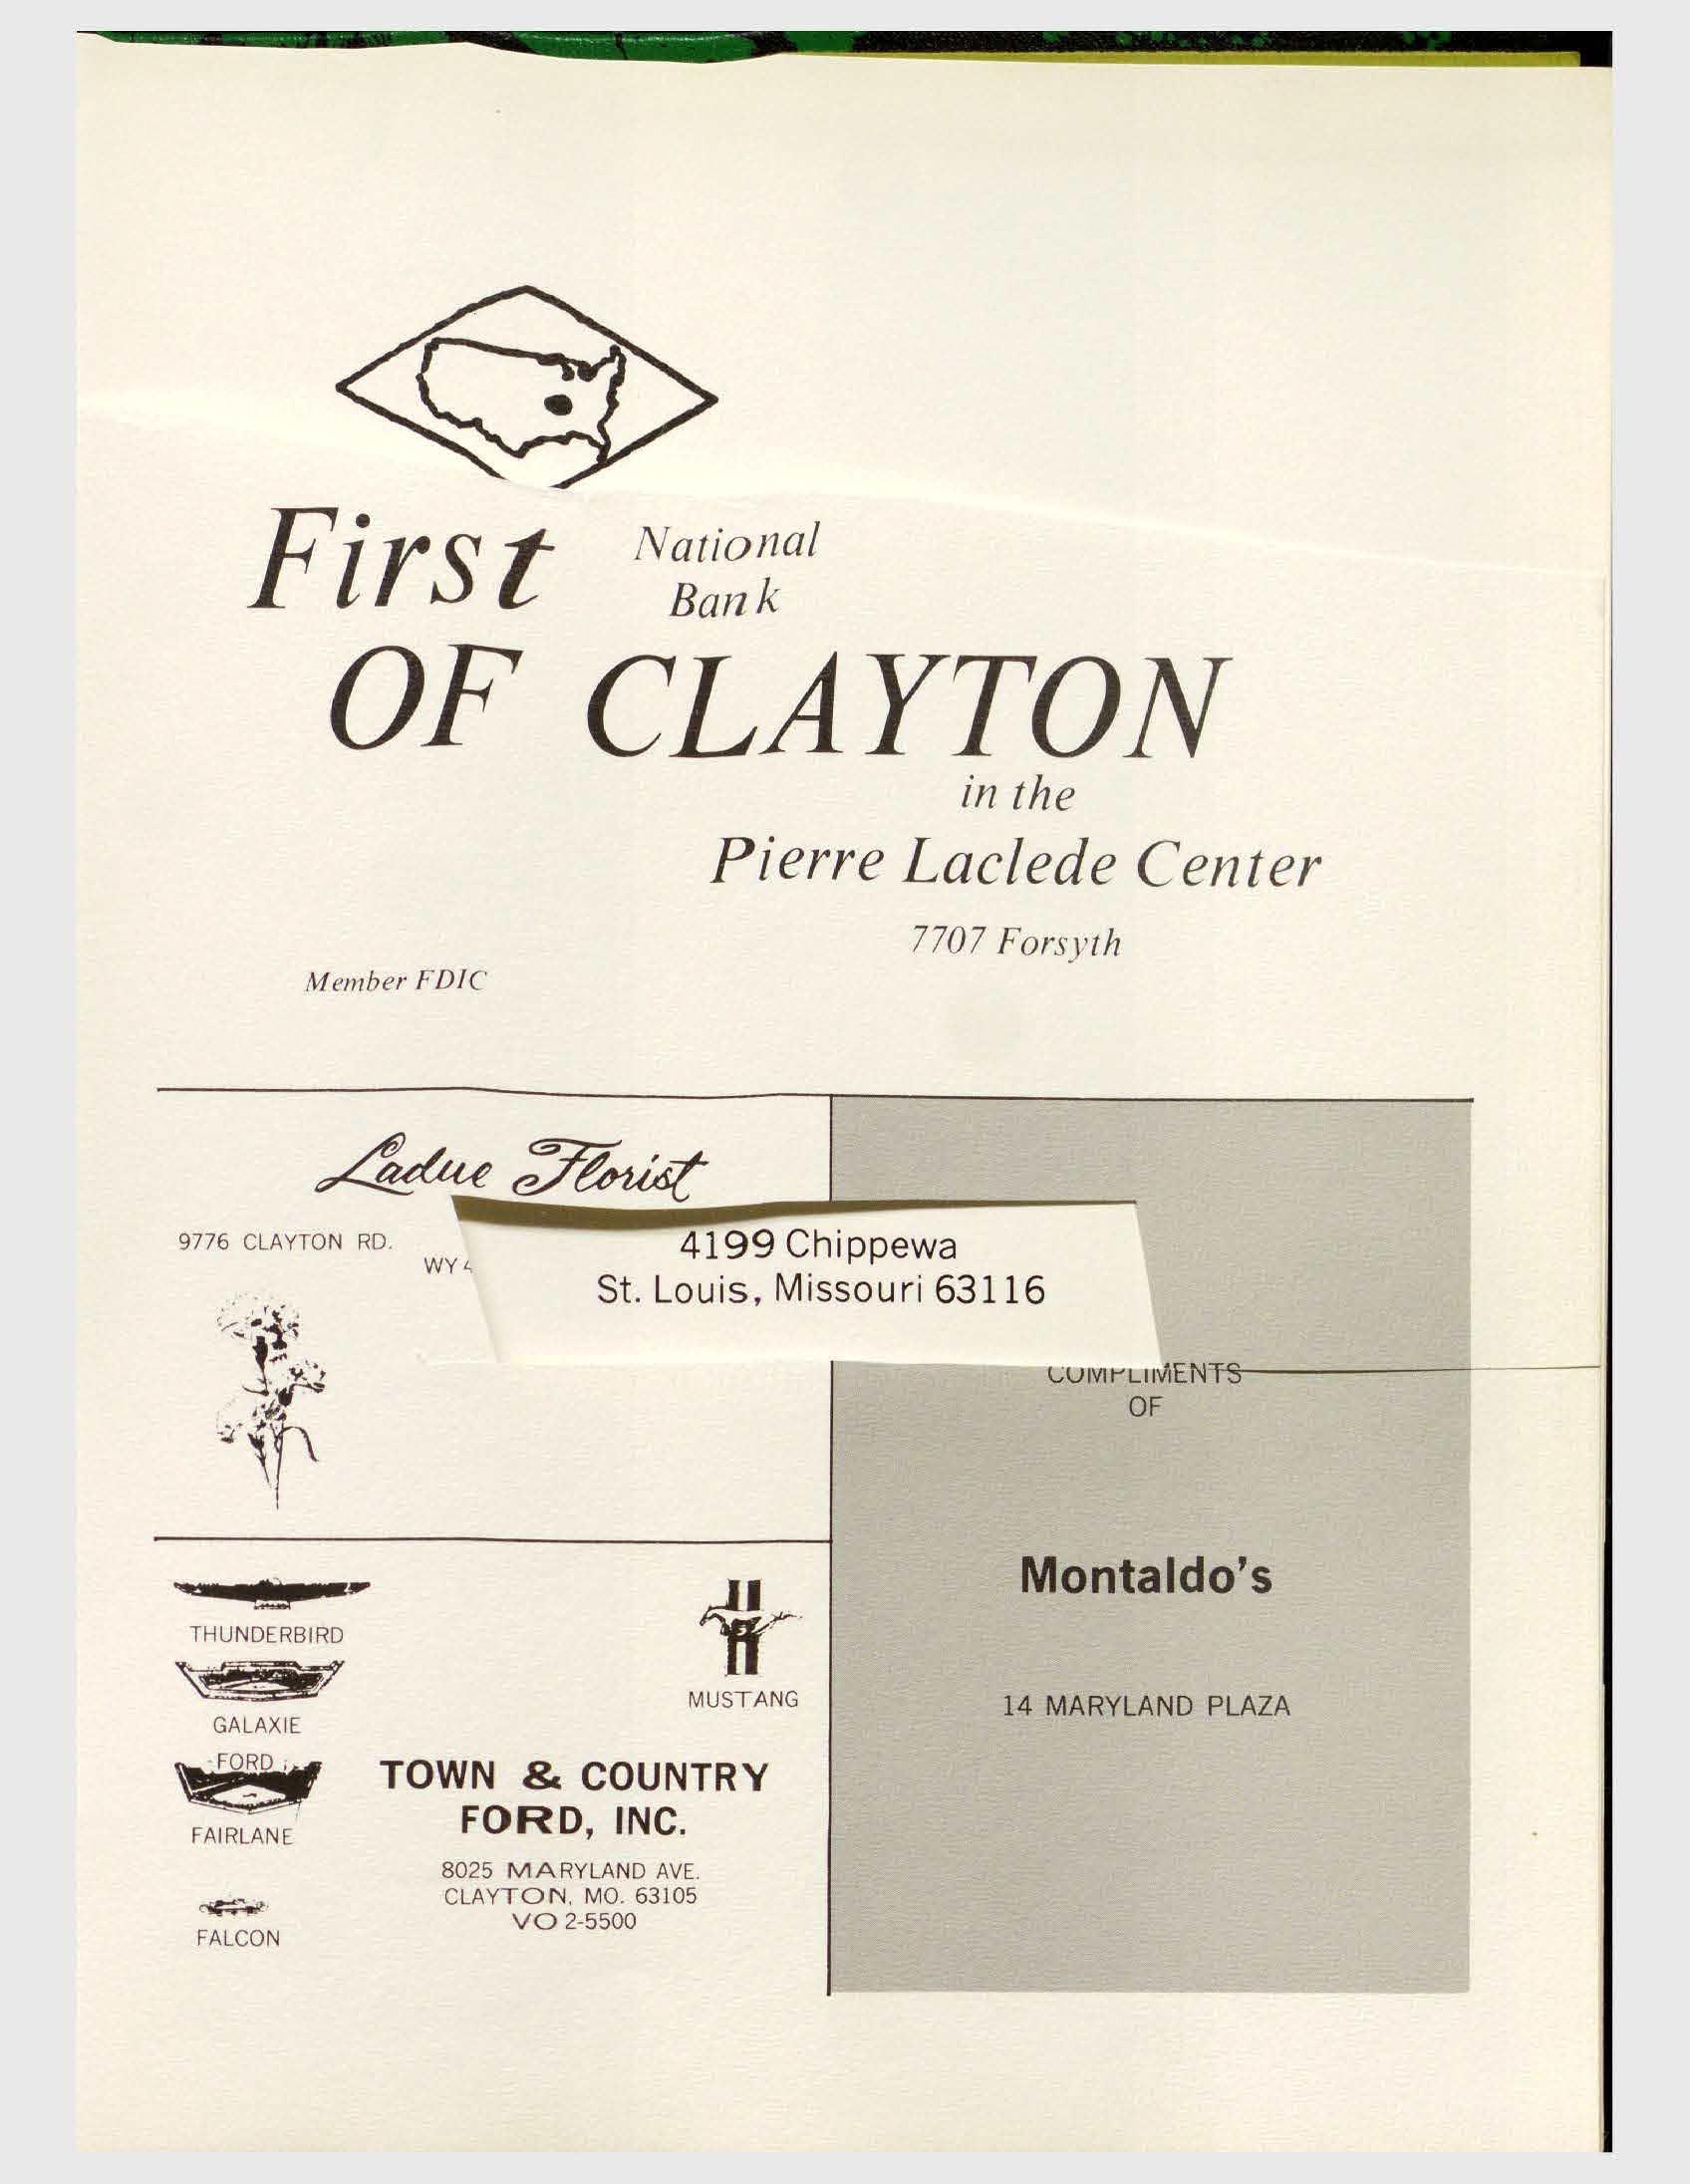 First National
Bank
OF CLAYTON
in the
Pierre Laclede Center
7707 Forsyth
Member FDIC
Ladue Florist
9776 CLAYTON RD.
WY 4
4199 Chippewa
St. Louis, Missouri 63116
COMPLIMENTS
OF
Montaldo's
14 MARYLAND PLAZA
THUNDERBIRD
GALAXIE
FORD
FAIRLANE
FALCON
MUSTANG
TOWN & COUNTRY
FORD, INC.
8025 MARYLAND AVE.
CLAYTON, MO. 63105
VO 2-5500